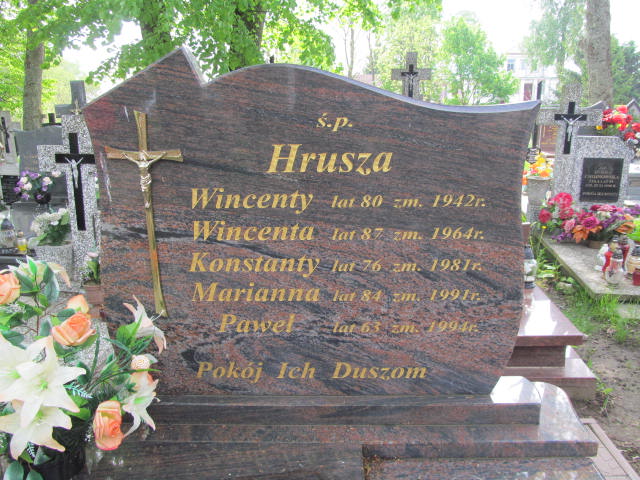 ś.p.
Hrusza
Wincenty lat 80 zm. 1942r.
Wincenta lat 87 zm. 1964r.
Konstanty lat 76 zm. 1981r.
Marianna lat 84 zm. 1991r.
Paweł lat 63 zm. 1994r.
Pokój Ich Duszom